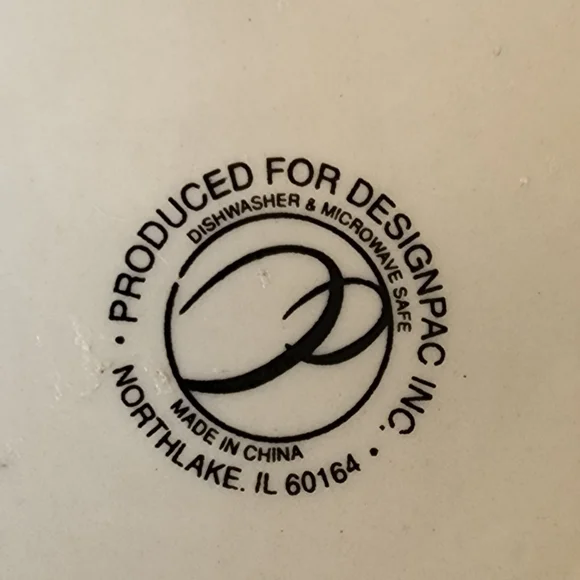 • PRODUCED FOR DESIGNPAC INC. •
DISHWASHER & MICROWAVE SAFE
MADE IN CHINA
NORTHLAKE. IL 60164